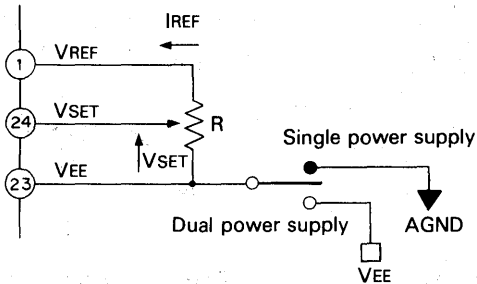 IREF
1
VREF
24
VSET
R
VSET
23
VEE
Single power supply
Dual power supply
AGND
VEE